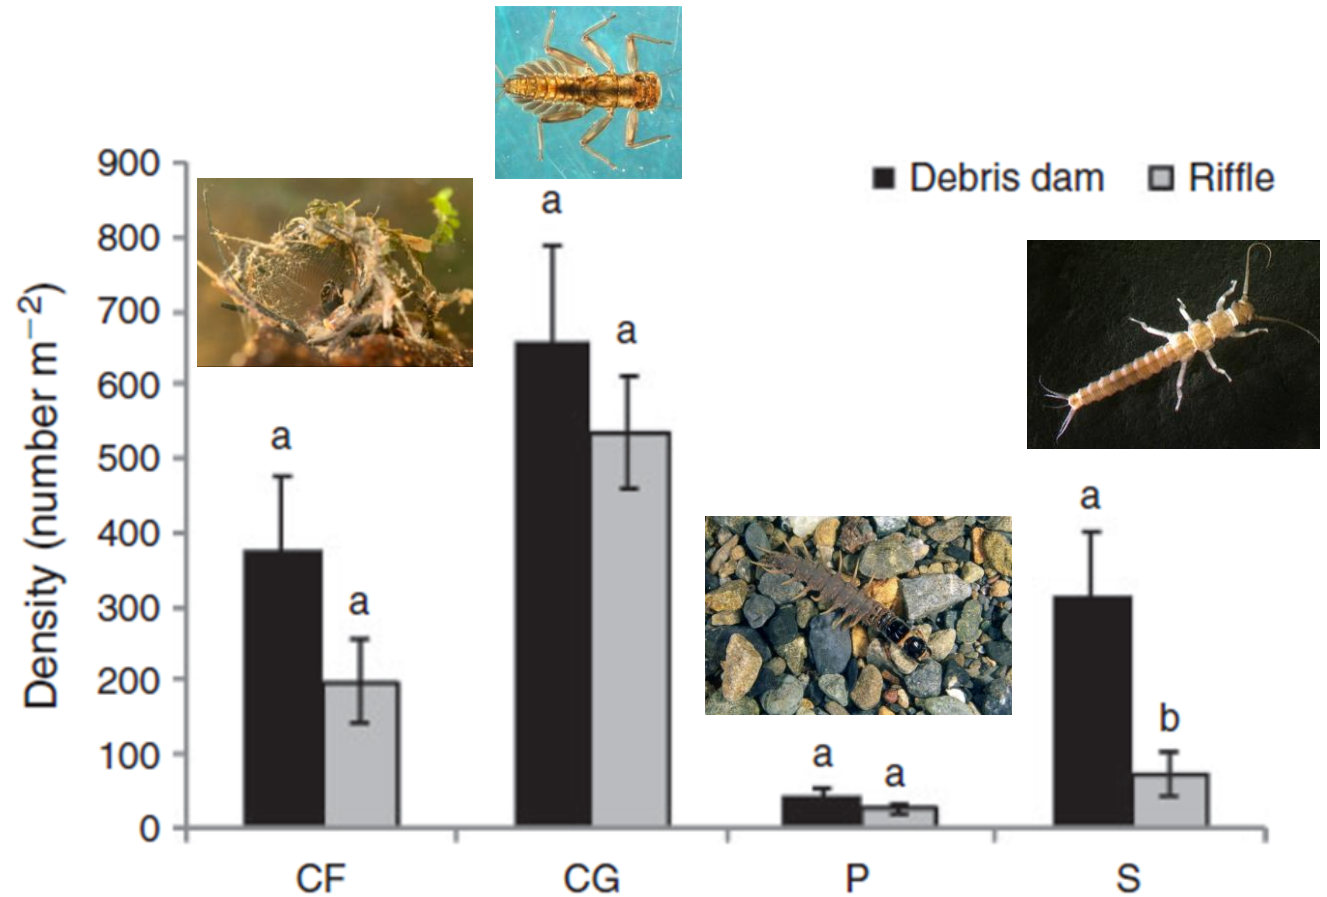 900
800
700
600
500
400
300
200
100
0
Density (number m⁻²)
Debris dam
Riffle
a
a
a
a
a
a
a
b
CF
CG
P
S